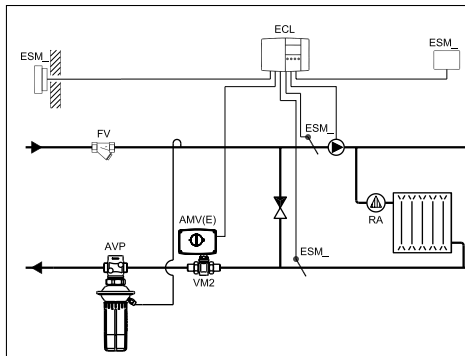 ECL
ESM_
ESM_
FV
ESM_
AMV(E)
RA
AVP
ESM_
VM2